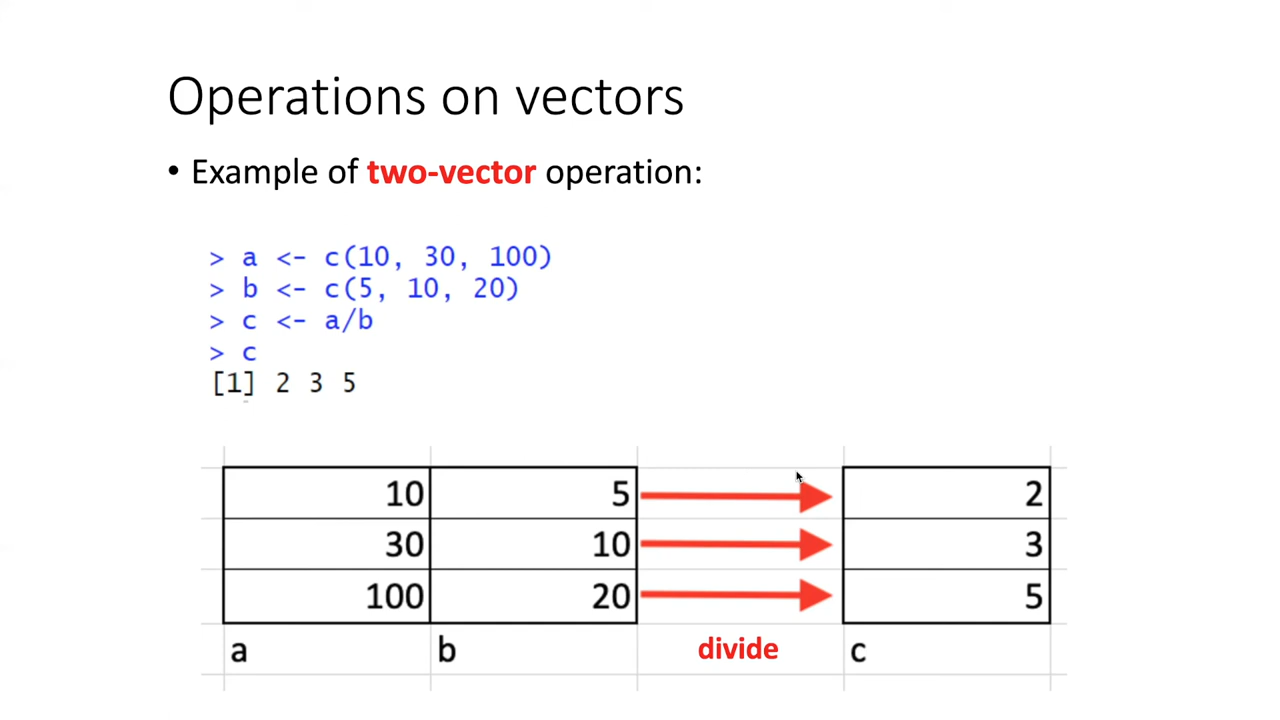 Operations on vectors
• Example of two-vector operation:
> a <- c(10, 30, 100)
> b <- c(5, 10, 20)
> c <- a/b
> c
[1] 2 3 5
10 5 2
30 10 3
100 20 5
a b divide c